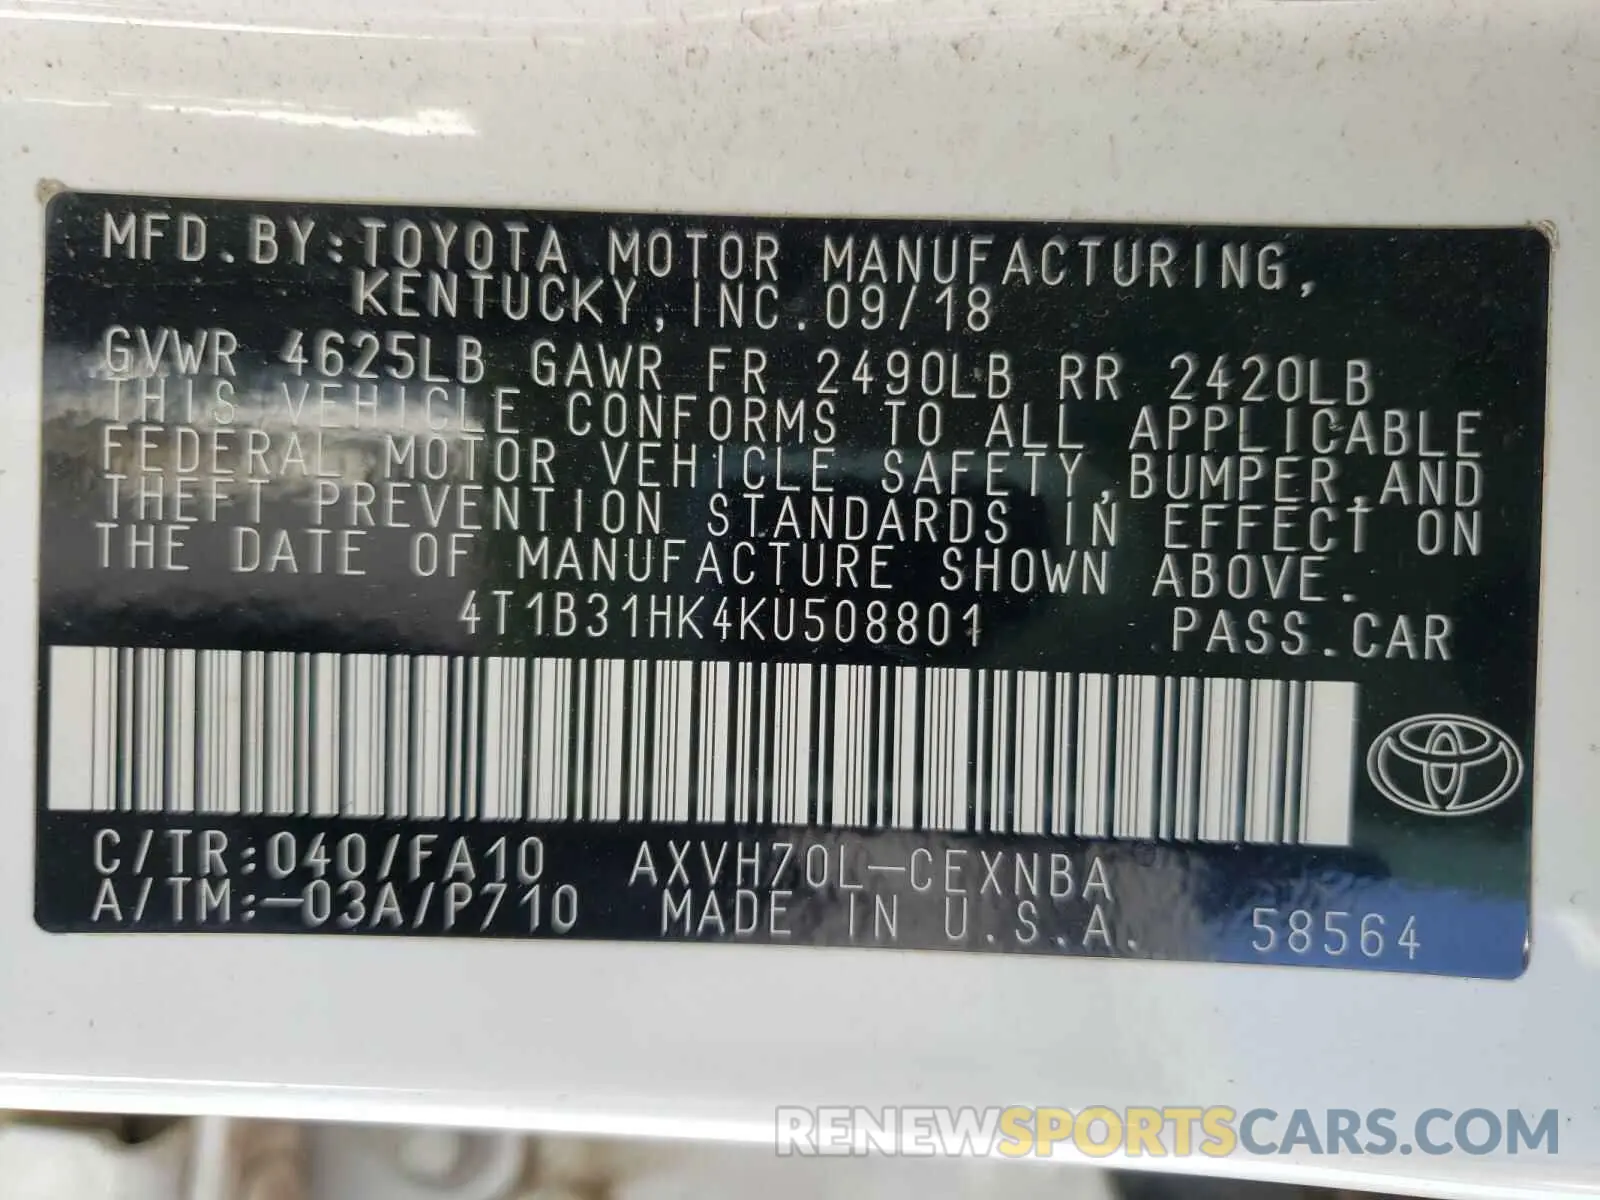 MFD.BY:TOYOTA MOTOR MANUFACTURING,
KENTUCKY, INC. 09/18
GVWR 4625LB GAWR FR 2490LB RR 2420LB
THIS VEHICLE CONFORMS TO ALL APPLICABLE
FEDERAL MOTOR VEHICLE SAFETY, BUMPER, AND
THEFT PREVENTION STANDARDS IN EFFECT ON
THE DATE OF MANUFACTURE SHOWN ABOVE.
4T1B31HK4KU508801 PASS.CAR
C/TR:040/FA10 AXVH70L-CEXNBA
A/TM:-03A/P710 MADE IN U.S.A. 58564
RENEWSPORTSCARS.COM